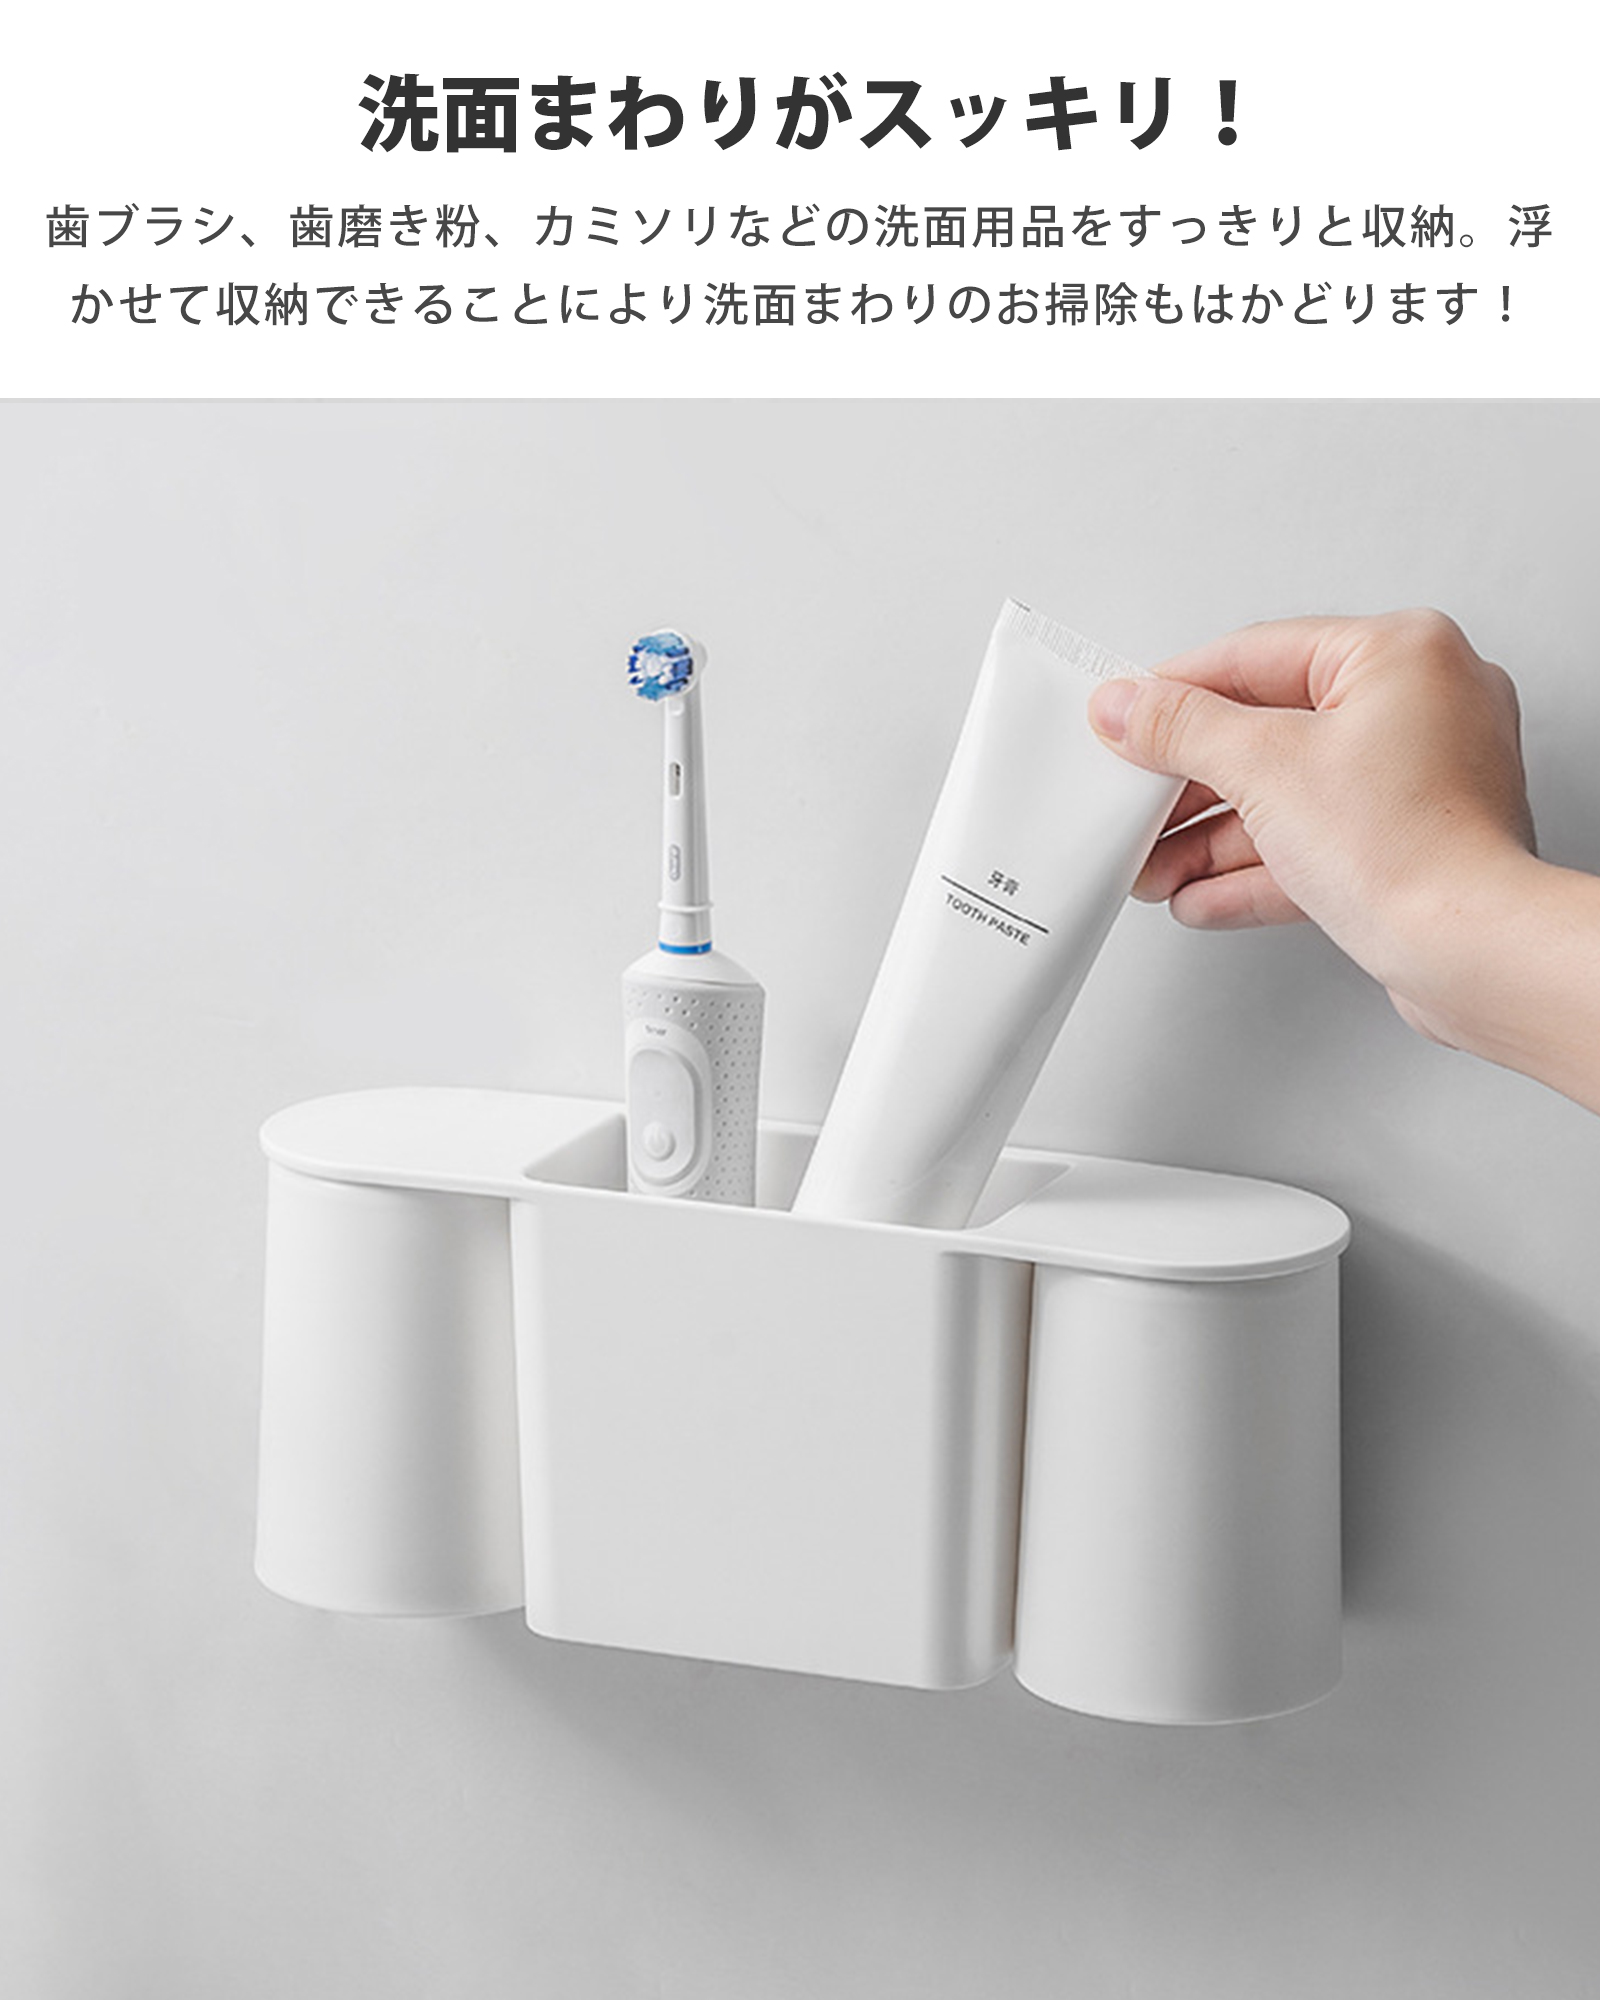 洗面まわりがスッキリ！
歯ブラシ、歯磨き粉、カミソリなどの洗面用品をすっきりと収納。浮
かせて収納できることにより洗面まわりのお掃除もはかどります！
牙膏
TOOTH PASTE